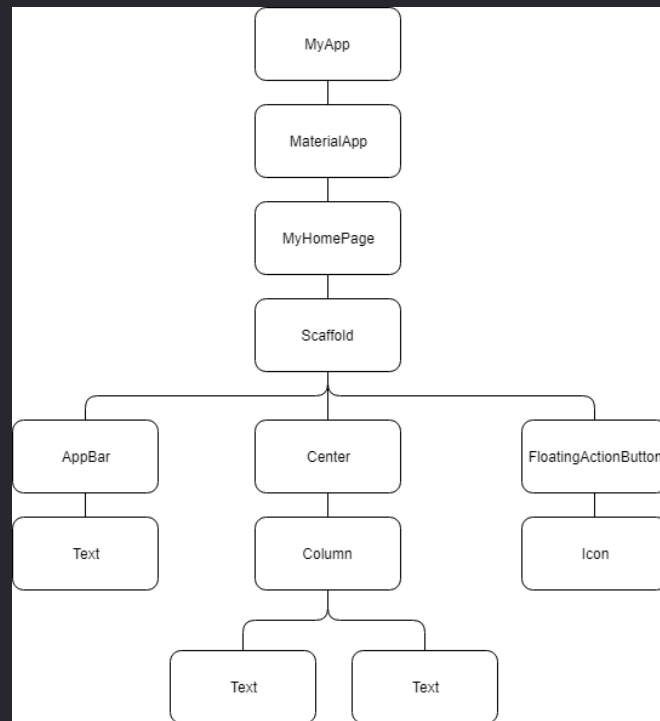 MyApp
MaterialApp
MyHomePage
Scaffold
AppBar
Center
FloatingActionButton
Text
Column
Icon
Text
Text